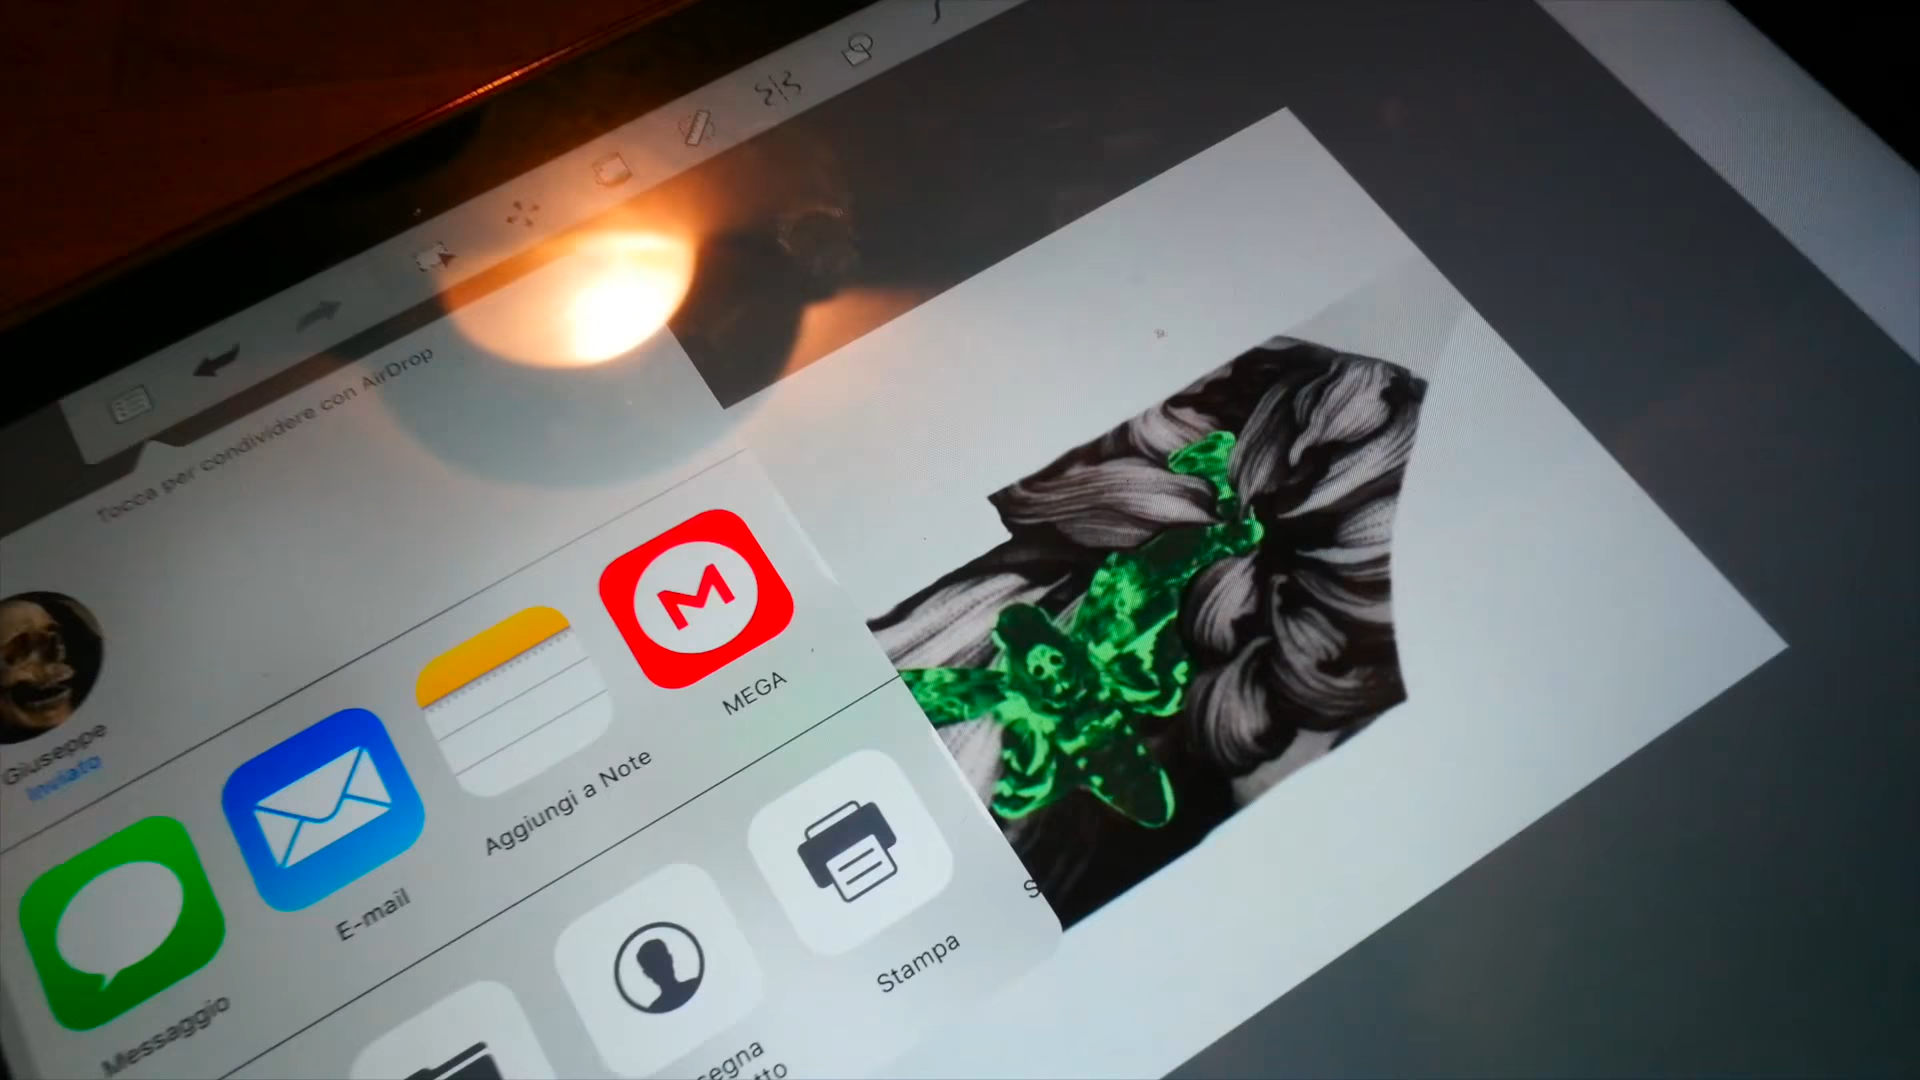 Tocca per condividere con AirDrop
Giuseppe
Inviato
Messaggio
E-mail
Aggiungi a Note
M
MEGA
Stampa